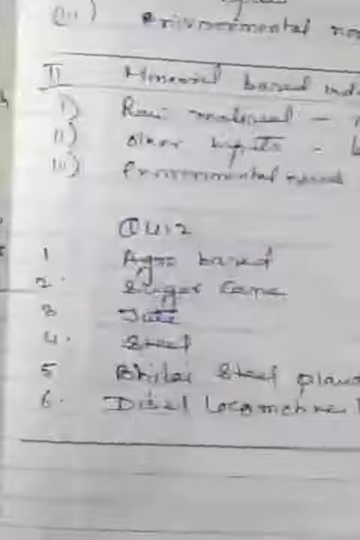 (iii) Environmental
II Mineral based
i) Raw material -
ii) Other inputs -
iii) Environmental
Quiz
1 Agro based
2. Sugar Cane
3 Jute
4. Steel
5 Bhilai Steel plant
6. Disel Locomotive